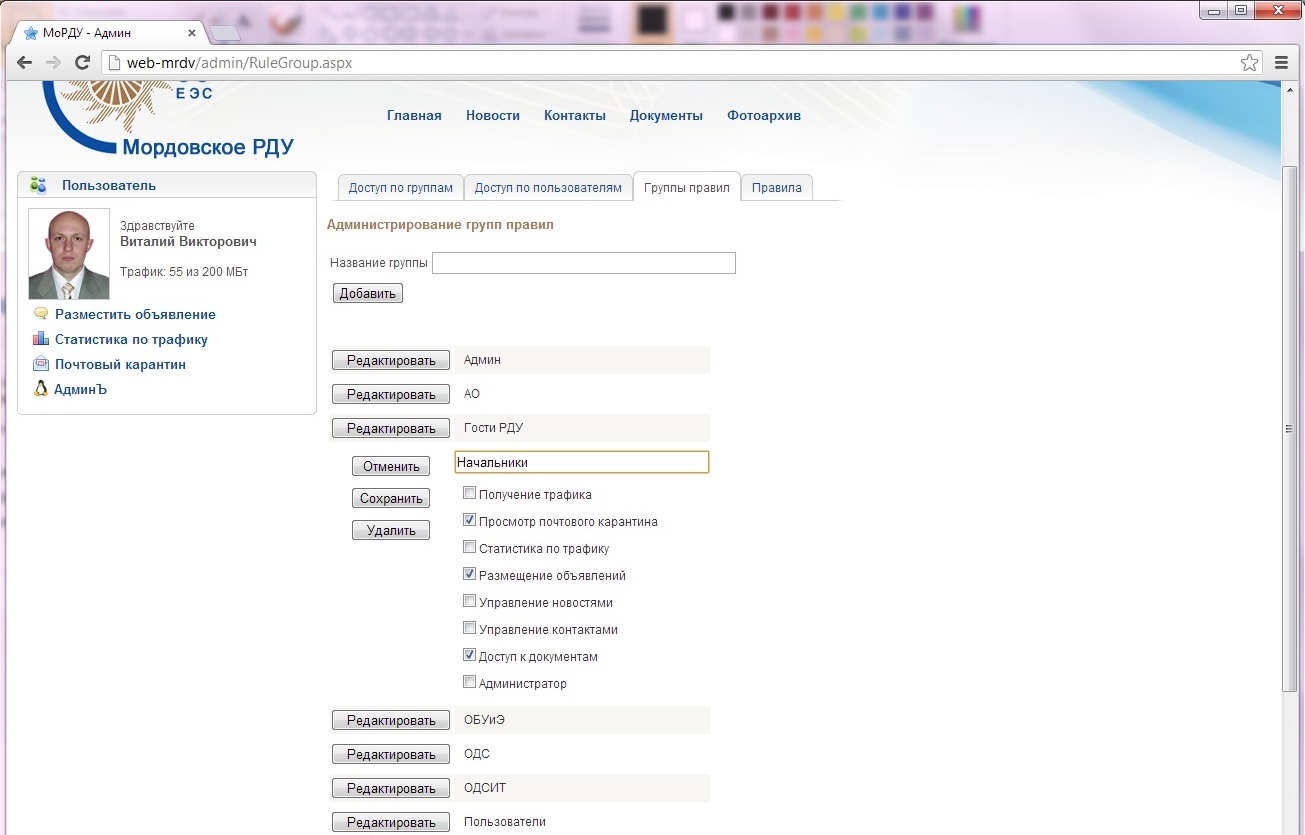 МоРДУ - Админ
web-mrdv/admin/RuleGroup.aspx
ЕЭС
Мордовское РДУ
Главная Новости Контакты Документы Фотоархив
Пользователь
Здравствуйте
Виталий Викторович
Трафик: 55 из 200 МБт
Разместить объявление
Статистика по трафику
Почтовый карантин
АдминЪ
Доступ по группам Доступ по пользователям Группы правил Правила
Администрирование групп правил
Название группы
Добавить
Редактировать Админ
Редактировать АО
Редактировать Гости РДУ
Отменить Начальники
Сохранить
Удалить
Получение трафика
Просмотр почтового карантина
Статистика по трафику
Размещение объявлений
Управление новостями
Управление контактами
Доступ к документам
Администратор
Редактировать ОБУиЭ
Редактировать ОДС
Редактировать ОДСИТ
Редактировать Пользователи